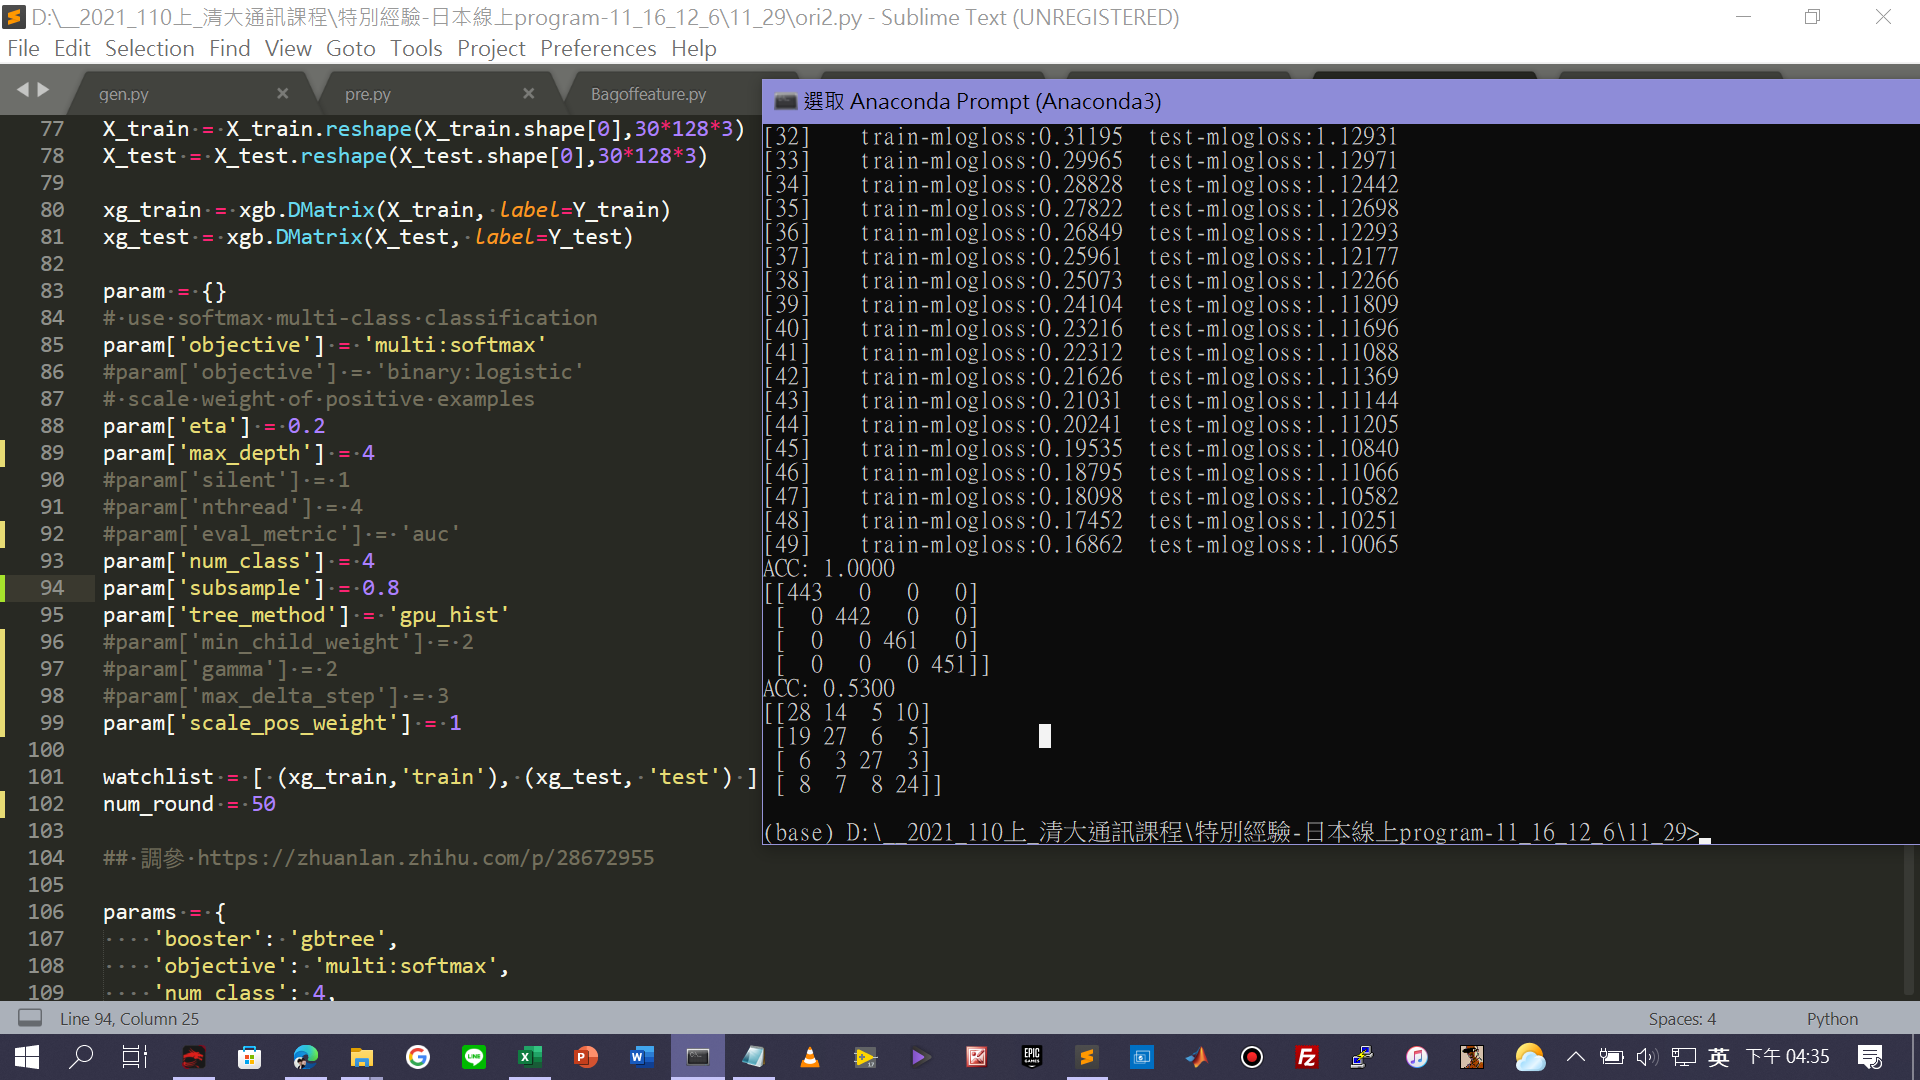 D:\__2021_110上_清大通訊課程\特別經驗-日本線上program-11_16_12_6\11_29\ori2.py - Sublime Text (UNREGISTERED)
File Edit Selection Find View Goto Tools Project Preferences Help
gen.py
pre.py
Bagoffeature.py
77 X_train = X_train.reshape(X_train.shape[0],30*128*3)
78 X_test = X_test.reshape(X_test.shape[0],30*128*3)
79
80 xg_train = xgb.DMatrix(X_train, label=Y_train)
81 xg_test = xgb.DMatrix(X_test, label=Y_test)
82
83 param = {}
84 # use softmax multi-class classification
85 param['objective'] = 'multi:softmax'
86 #param['objective'] = 'binary:logistic'
87 # scale weight of positive examples
88 param['eta'] = 0.2
89 param['max_depth'] = 4
90 #param['silent'] = 1
91 #param['nthread'] = 4
92 #param['eval_metric'] = 'auc'
93 param['num_class'] = 4
94 param['subsample'] = 0.8
95 param['tree_method'] = 'gpu_hist'
96 #param['min_child_weight'] = 2
97 #param['gamma'] = 2
98 #param['max_delta_step'] = 3
99 param['scale_pos_weight'] = 1
100
101 watchlist = [ (xg_train,'train'), (xg_test, 'test') ]
102 num_round = 50
103
104 ## 調參 https://zhuanlan.zhihu.com/p/28672955
105
106 params = {
107     'booster': 'gbtree',
108     'objective': 'multi:softmax',
109     'num_class': 4,
選取 Anaconda Prompt (Anaconda3)
[32] train-mlogloss:0.31195 test-mlogloss:1.12931
[33] train-mlogloss:0.29965 test-mlogloss:1.12971
[34] train-mlogloss:0.28828 test-mlogloss:1.12442
[35] train-mlogloss:0.27822 test-mlogloss:1.12698
[36] train-mlogloss:0.26849 test-mlogloss:1.12293
[37] train-mlogloss:0.25961 test-mlogloss:1.12177
[38] train-mlogloss:0.25073 test-mlogloss:1.12266
[39] train-mlogloss:0.24104 test-mlogloss:1.11809
[40] train-mlogloss:0.23216 test-mlogloss:1.11696
[41] train-mlogloss:0.22312 test-mlogloss:1.11088
[42] train-mlogloss:0.21626 test-mlogloss:1.11369
[43] train-mlogloss:0.21031 test-mlogloss:1.11144
[44] train-mlogloss:0.20241 test-mlogloss:1.11205
[45] train-mlogloss:0.19535 test-mlogloss:1.10840
[46] train-mlogloss:0.18795 test-mlogloss:1.11066
[47] train-mlogloss:0.18098 test-mlogloss:1.10582
[48] train-mlogloss:0.17452 test-mlogloss:1.10251
[49] train-mlogloss:0.16862 test-mlogloss:1.10065
ACC: 1.0000
[[443   0   0   0]
 [  0 442   0   0]
 [  0   0 461   0]
 [  0   0   0 451]]
ACC: 0.5300
[[28 14  5 10]
 [19 27  6  5]
 [ 6  3 27  3]
 [ 8  7  8 24]]
(base) D:\__2021_110上_清大通訊課程\特別經驗-日本線上program-11_16_12_6\11_29>
Line 94, Column 25
Spaces: 4
Python
英
下午 04:35